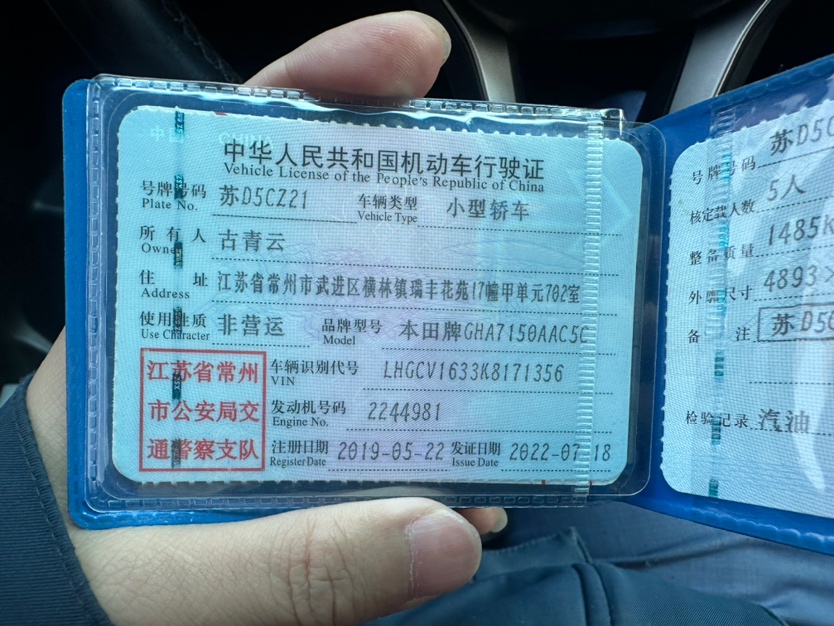 中华人民共和国机动车行驶证
Vehicle License of the People's Republic of China
号牌号码 苏D5CZ21 车辆类型 小型轿车
Plate No. Vehicle Type
所有人 古青云
Owner
住址 江苏省常州市武进区横林镇瑞丰花苑17幢甲单元702室
Address
使用性质 非营运 品牌型号 本田牌GHA7150AAC5C
Use Character Model
江苏省常州
市公安局交
通警察支队
车辆识别代号 LHGCV1633K8171356
VIN
发动机号码 2244981
Engine No.
注册日期 2019-05-22 发证日期 2022-07-18
Register Date Issue Date
号牌号码 苏D5
核定载人数 5人
整备质量 1485K
外廓尺寸 4893×
备注 苏D5
检验记录 汽油